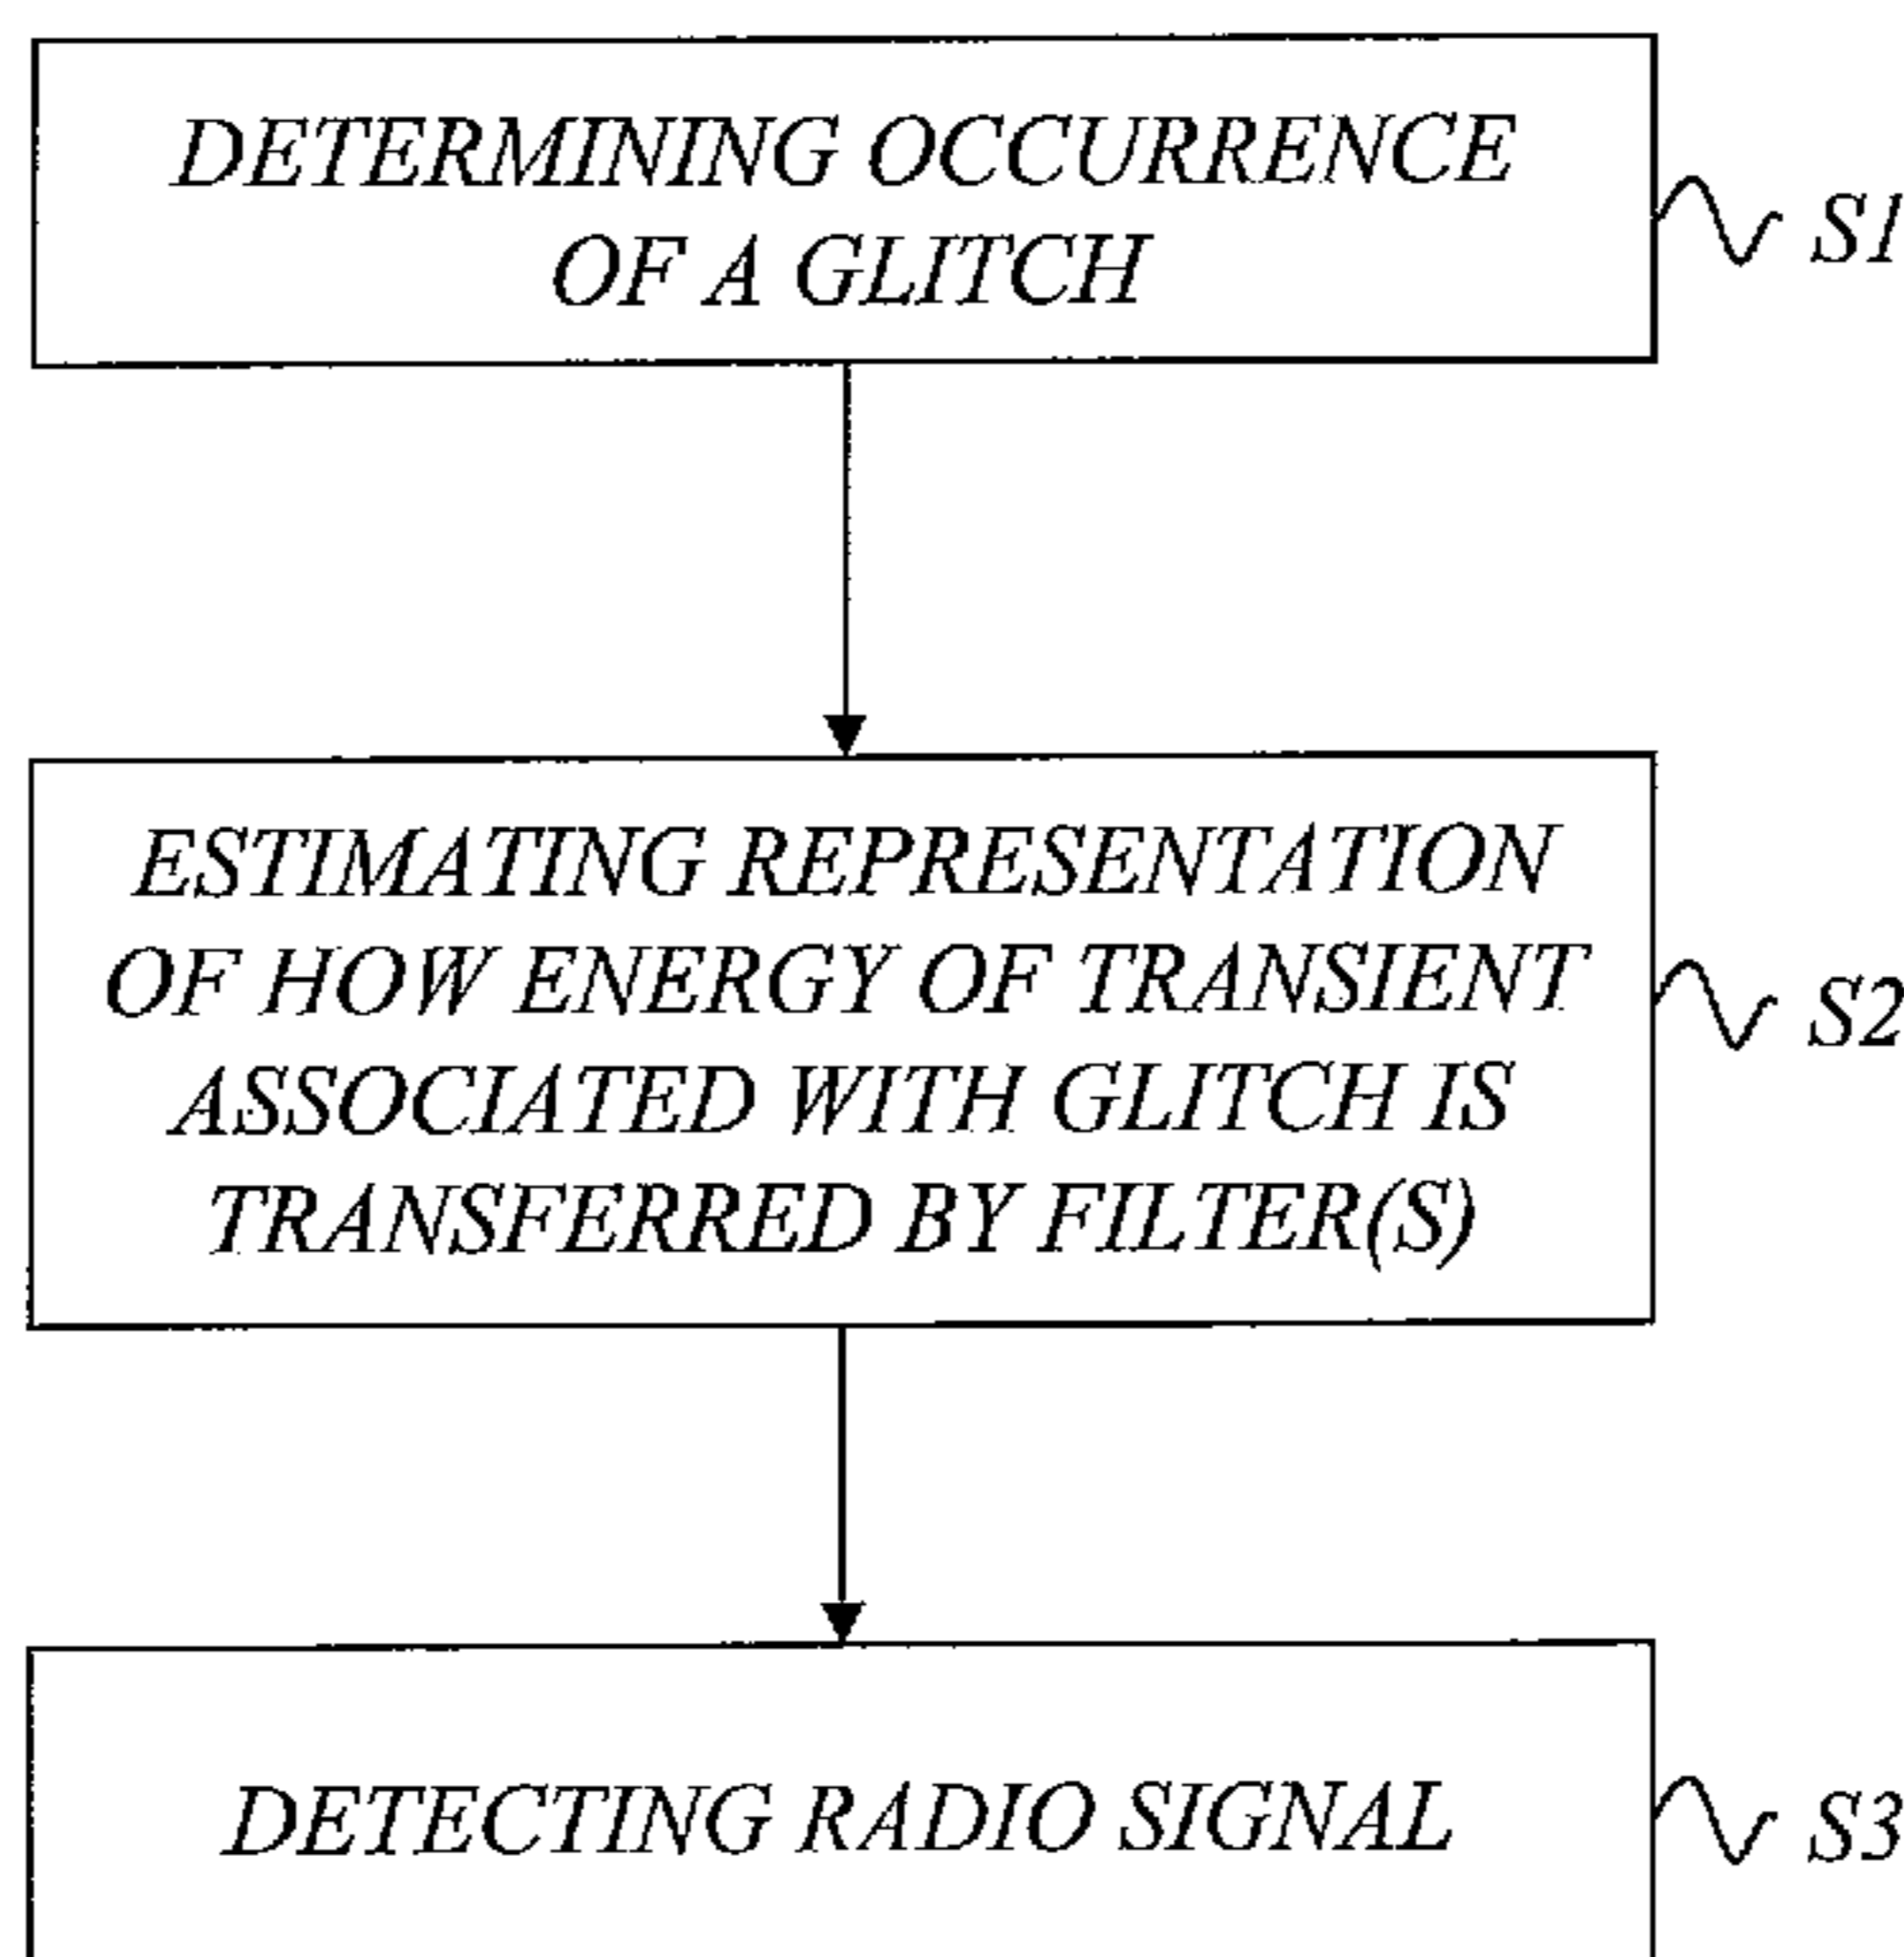 DETERMINING OCCURRENCE
OF A GLITCH
S1
ESTIMATING REPRESENTATION
OF HOW ENERGY OF TRANSIENT
ASSOCIATED WITH GLITCH IS
TRANSFERRED BY FILTER(S)
S2
DETECTING RADIO SIGNAL
S3